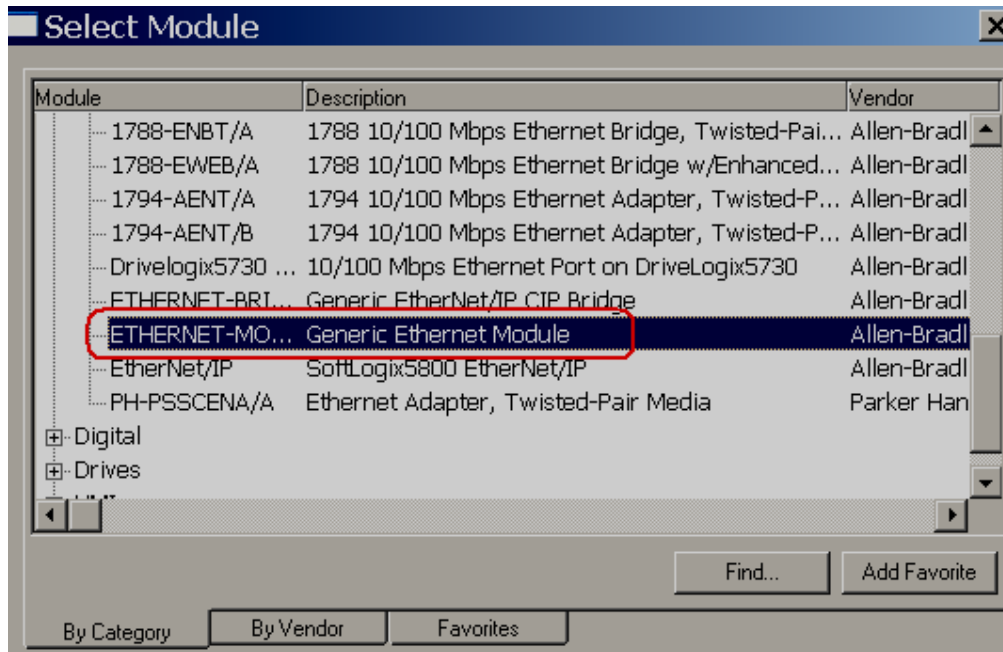 Select Module
Module Description Vendor
1788-ENBT/A 1788 10/100 Mbps Ethernet Bridge, Twisted-Pai... Allen-Bradl
1788-EWEB/A 1788 10/100 Mbps Ethernet Bridge w/Enhanced... Allen-Bradl
1794-AENT/A 1794 10/100 Mbps Ethernet Adapter, Twisted-P... Allen-Bradl
1794-AENT/B 1794 10/100 Mbps Ethernet Adapter, Twisted-P... Allen-Bradl
Drivelogix5730 ... 10/100 Mbps Ethernet Port on DriveLogix5730 Allen-Bradl
ETHERNET-BRI... Generic EtherNet/IP CIP Bridge Allen-Bradl
ETHERNET-MO... Generic Ethernet Module Allen-Bradl
EtherNet/IP SoftLogix5800 EtherNet/IP Allen-Bradl
PH-PSSCENA/A Ethernet Adapter, Twisted-Pair Media Parker Han
Digital
Drives
Find... Add Favorite
By Category By Vendor Favorites